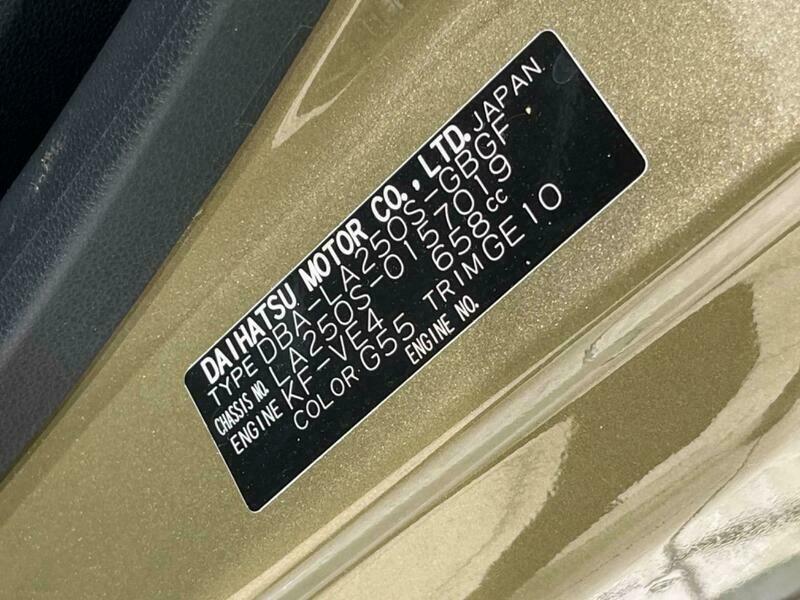 DAIHATSU MOTOR CO., LTD. JAPAN
TYPE DBA-LA250S-GBGF
CHASSIS NO. LA250S-0157019
ENGINE KF-VE4 658cc
COLOR G55 TRIM GE10
ENGINE NO.